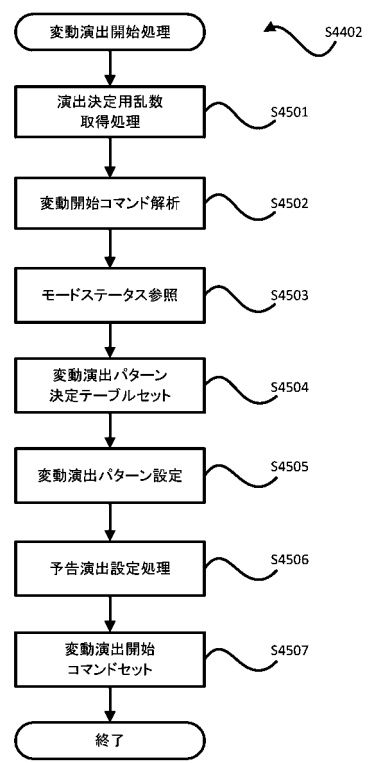 変動演出開始処理
S4402
演出決定用乱数
取得処理
S4501
変動開始コマンド解析
S4502
モードステータス参照
S4503
変動演出パターン
決定テーブルセット
S4504
変動演出パターン設定
S4505
予告演出設定処理
S4506
変動演出開始
コマンドセット
S4507
終了